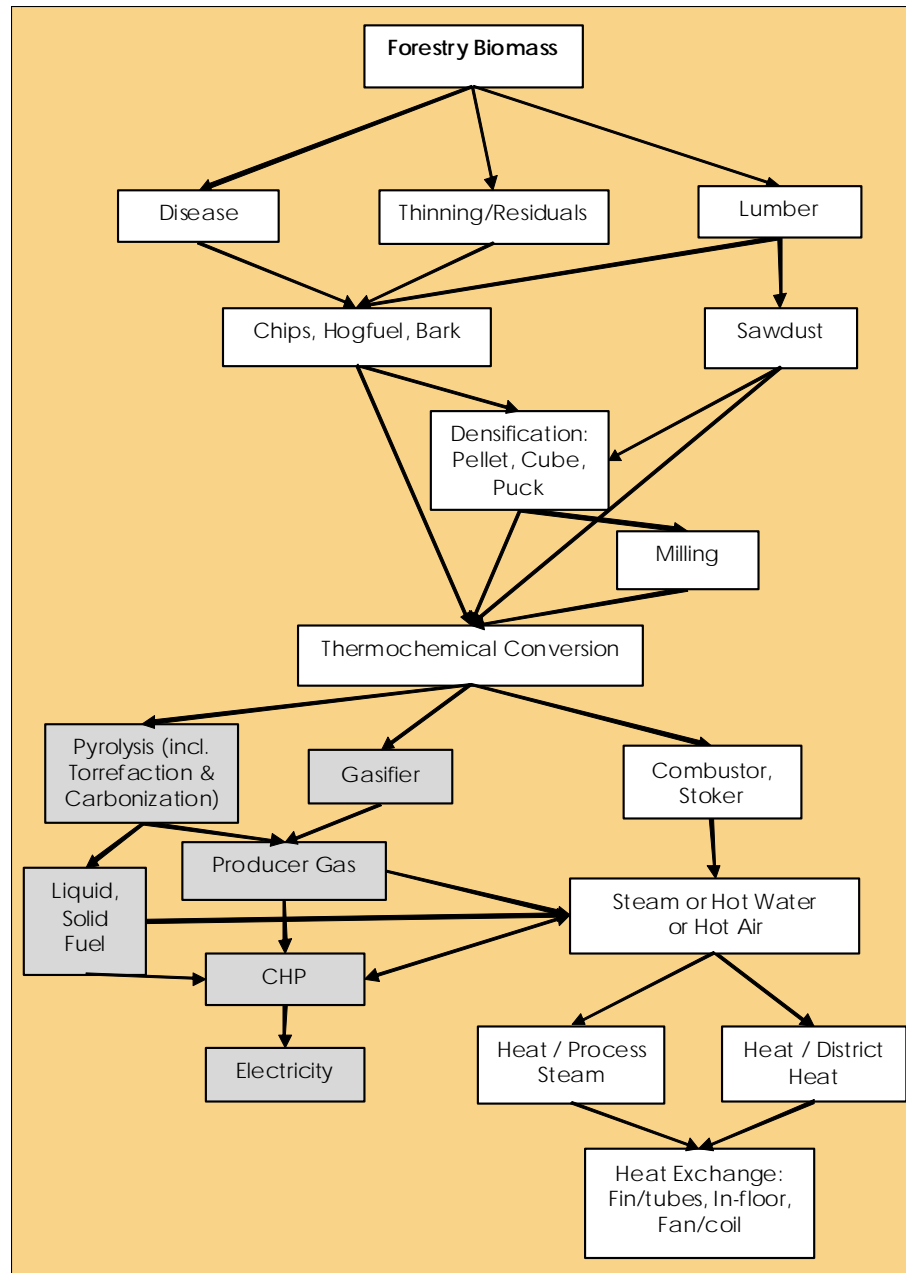 Forestry Biomass
Disease
Thinning/Residuals
Lumber
Chips, Hogfuel, Bark
Sawdust
Densification:
Pellet, Cube,
Puck
Milling
Thermochemical Conversion
Pyrolysis (incl.
Torrefaction &
Carbonization)
Gasifier
Combustor,
Stoker
Producer Gas
Liquid,
Solid
Fuel
Steam or Hot Water
or Hot Air
CHP
Electricity
Heat / Process
Steam
Heat / District
Heat
Heat Exchange:
Fin/tubes, In-floor,
Fan/coil